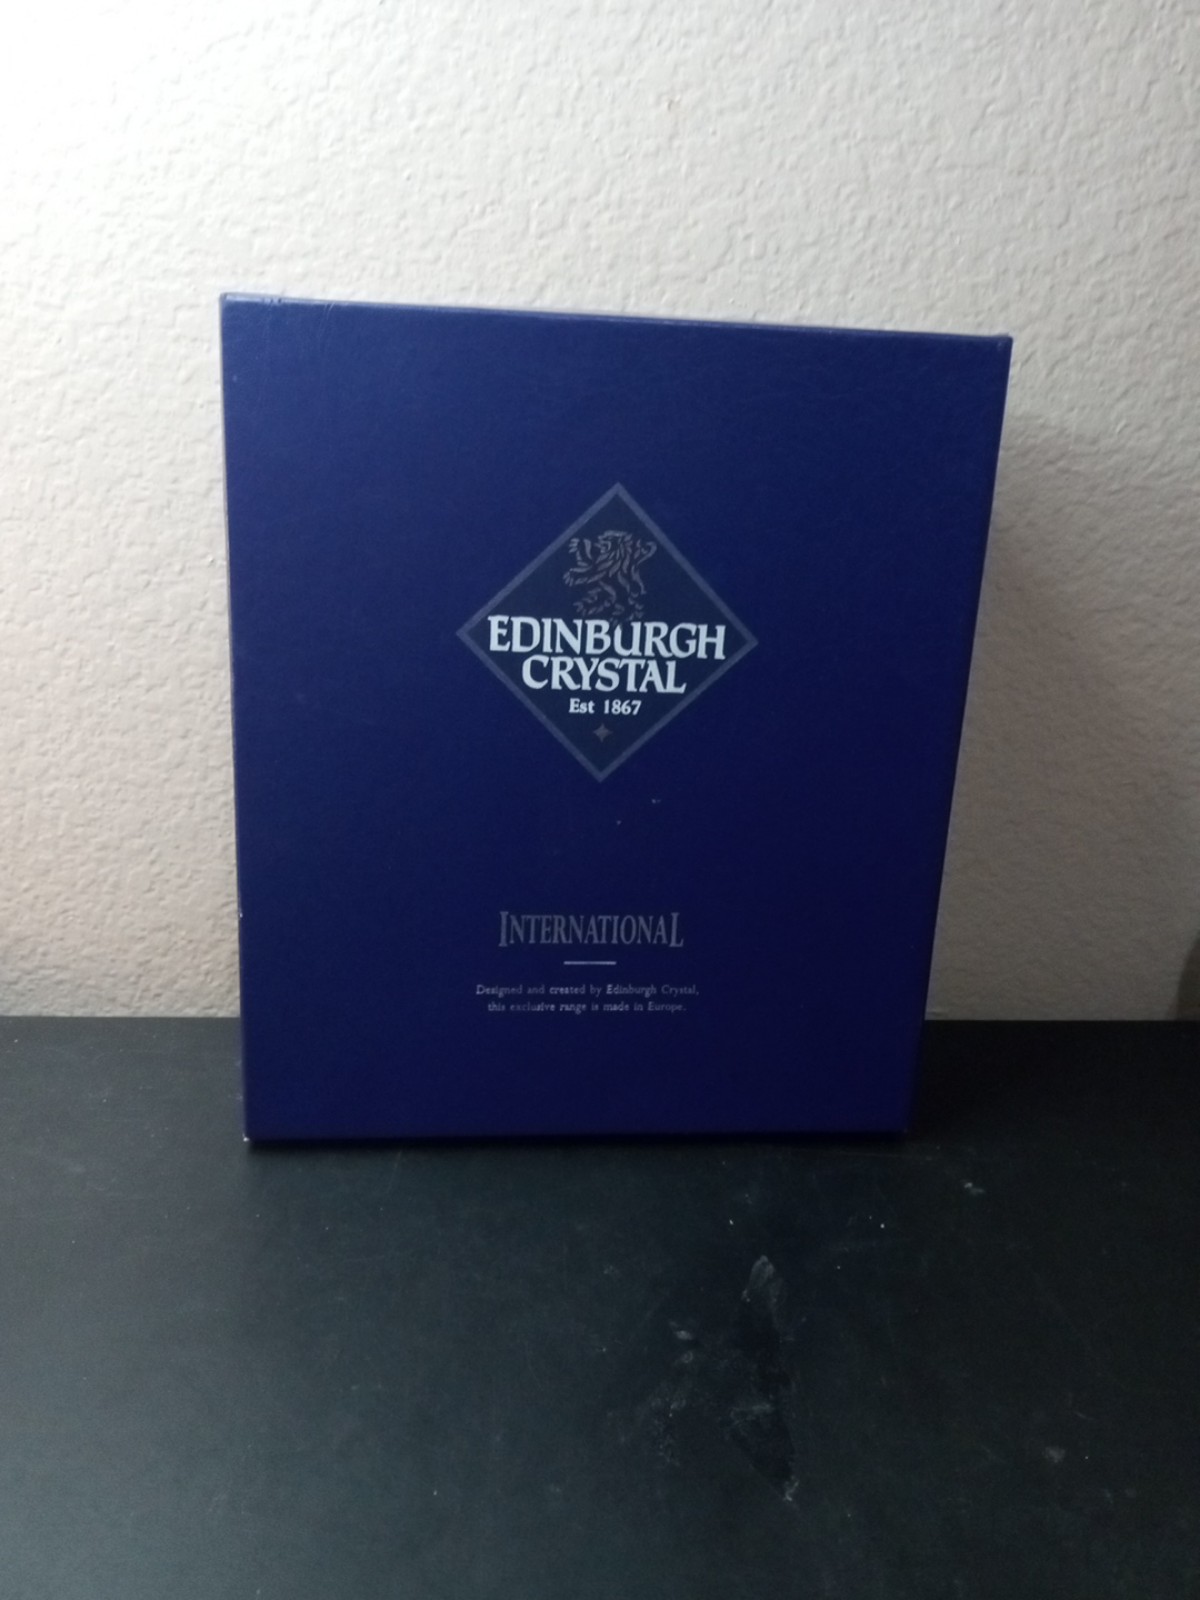 EDINBURGH
CRYSTAL
Est 1867
INTERNATIONAL
Designed and created by Edinburgh Crystal,
this exclusive range is made in Europe.